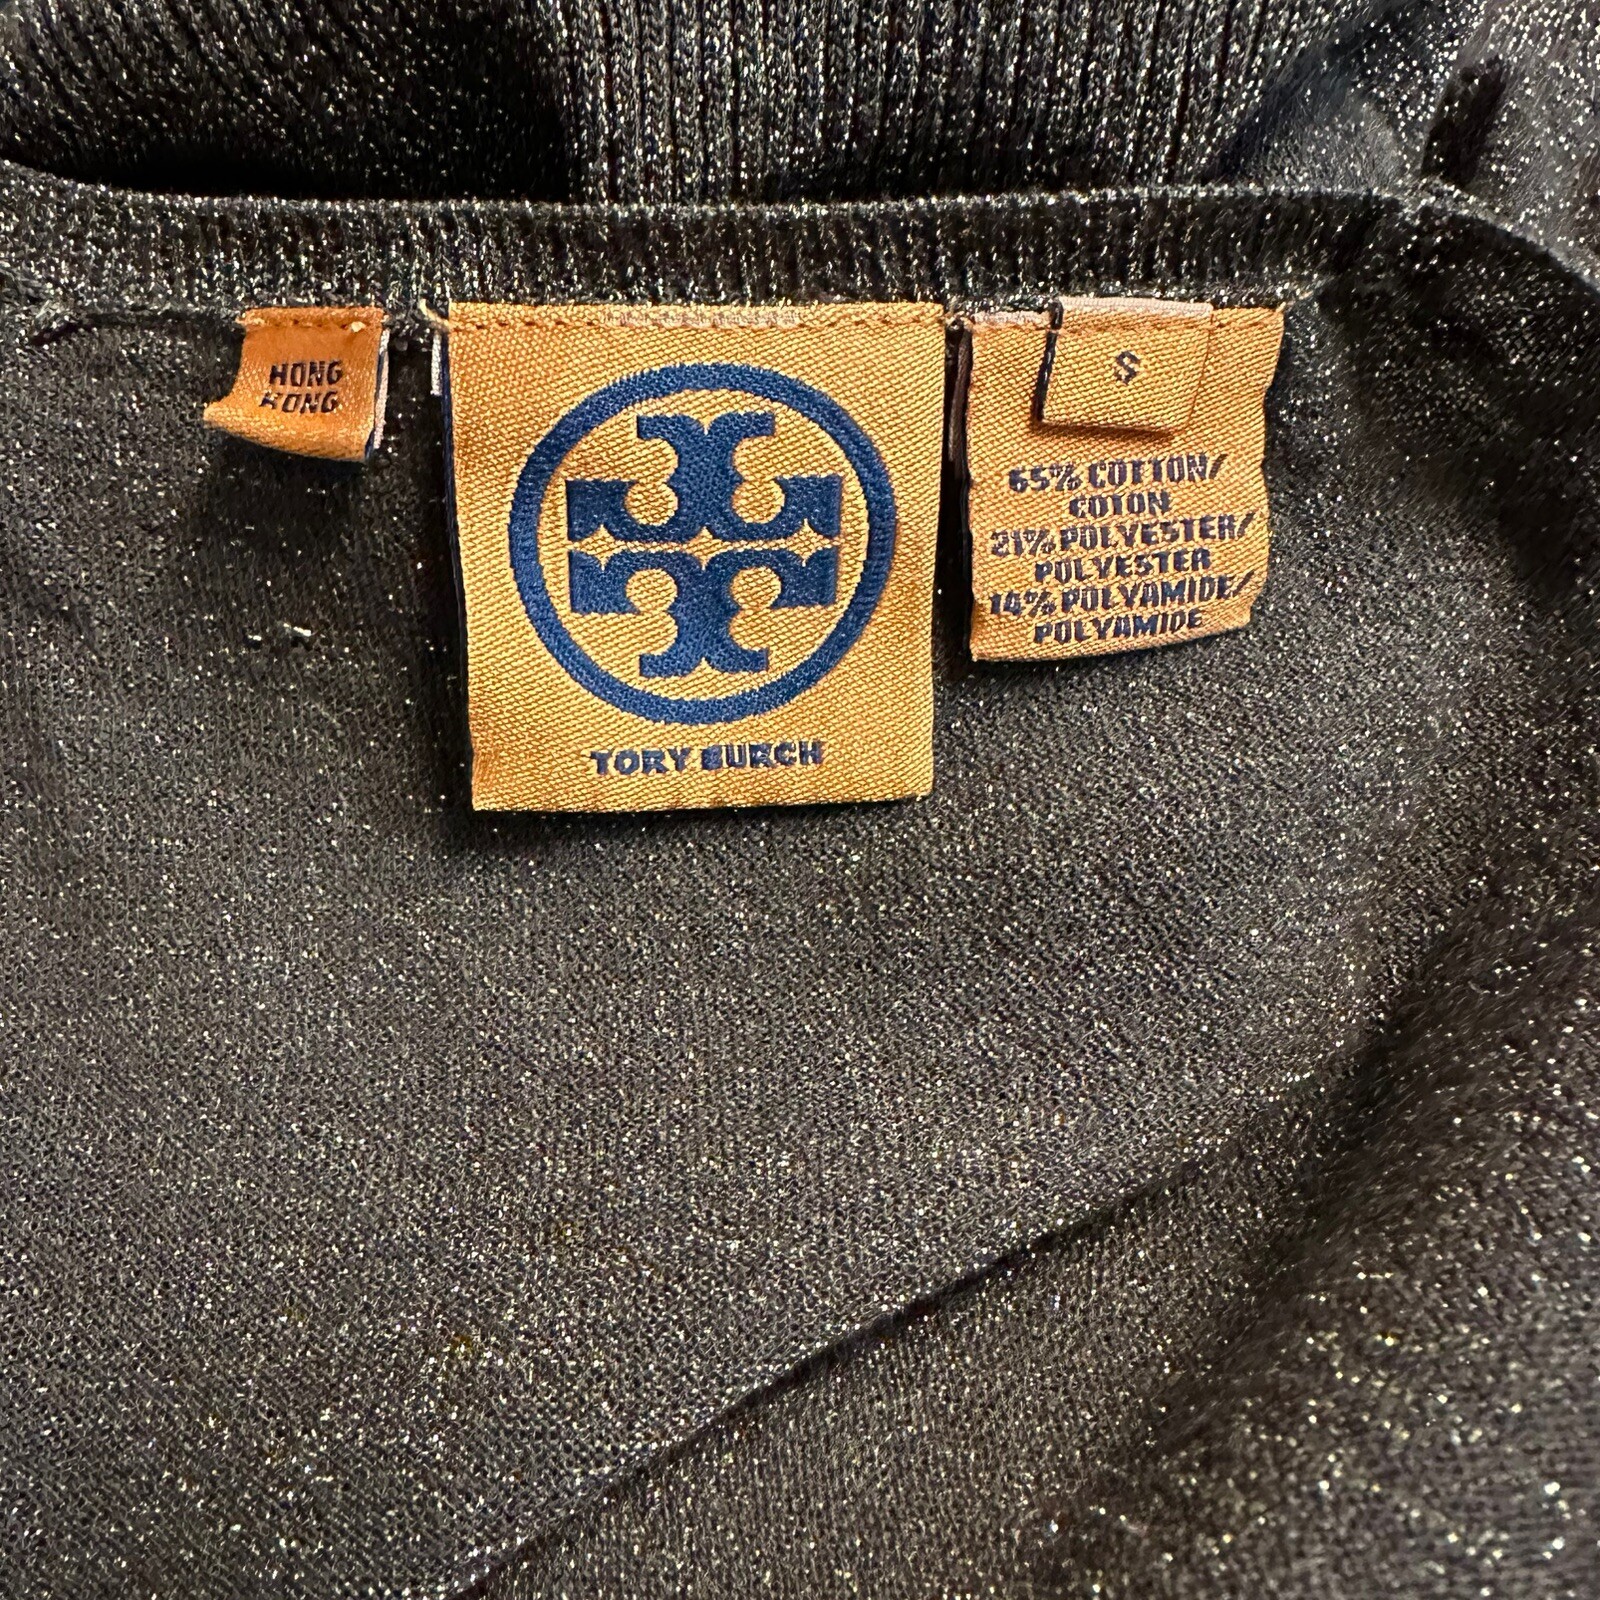 HONG
KONG
TORY BURCH
S
65% COTTON/
COTON
21% POLYESTER/
POLYESTER
14% POLYAMIDE/
POLYAMIDE